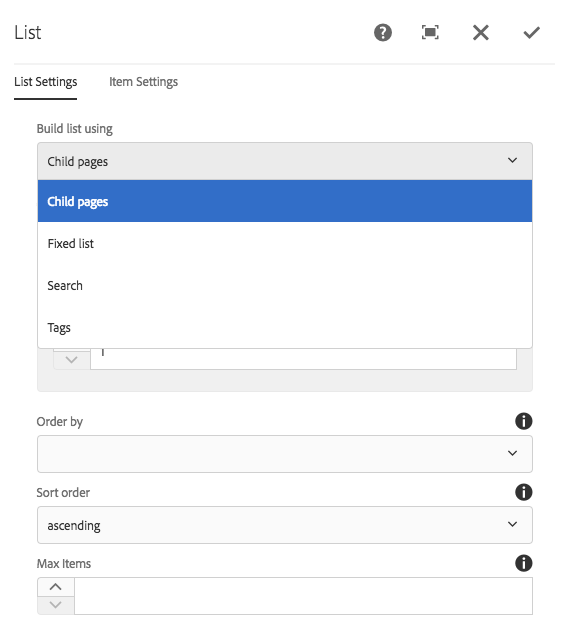 List
List Settings Item Settings
Build list using
Child pages
Child pages
Fixed list
Search
Tags
Order by
Sort order
ascending
Max Items